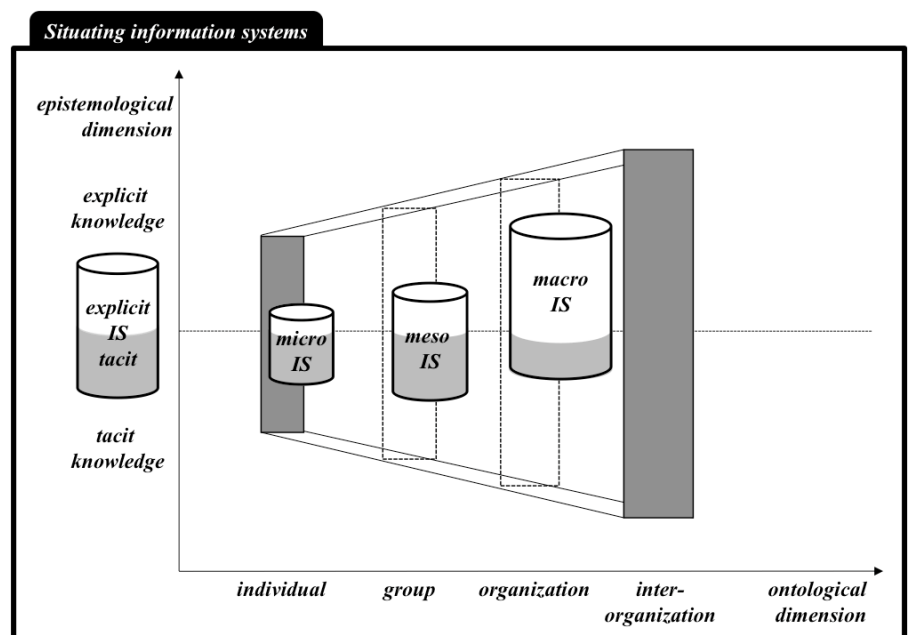 Situating information systems
epistemological
dimension
explicit
knowledge
explicit
IS
tacit
tacit
knowledge
micro
IS
meso
IS
macro
IS
individual
group
organization
inter-
organization
ontological
dimension